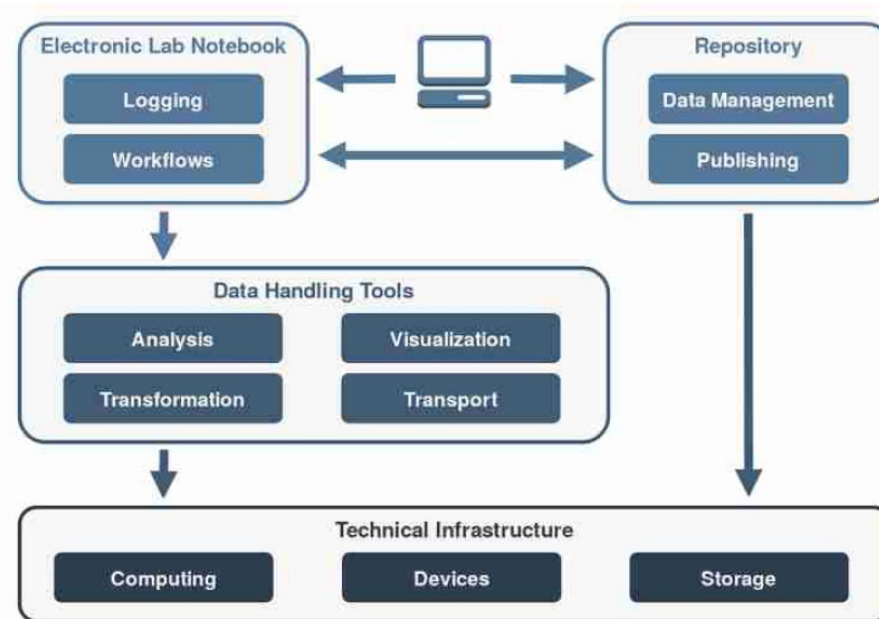 Electronic Lab Notebook
Logging
Workflows
Repository
Data Management
Publishing
Data Handling Tools
Analysis
Visualization
Transformation
Transport
Technical Infrastructure
Computing
Devices
Storage